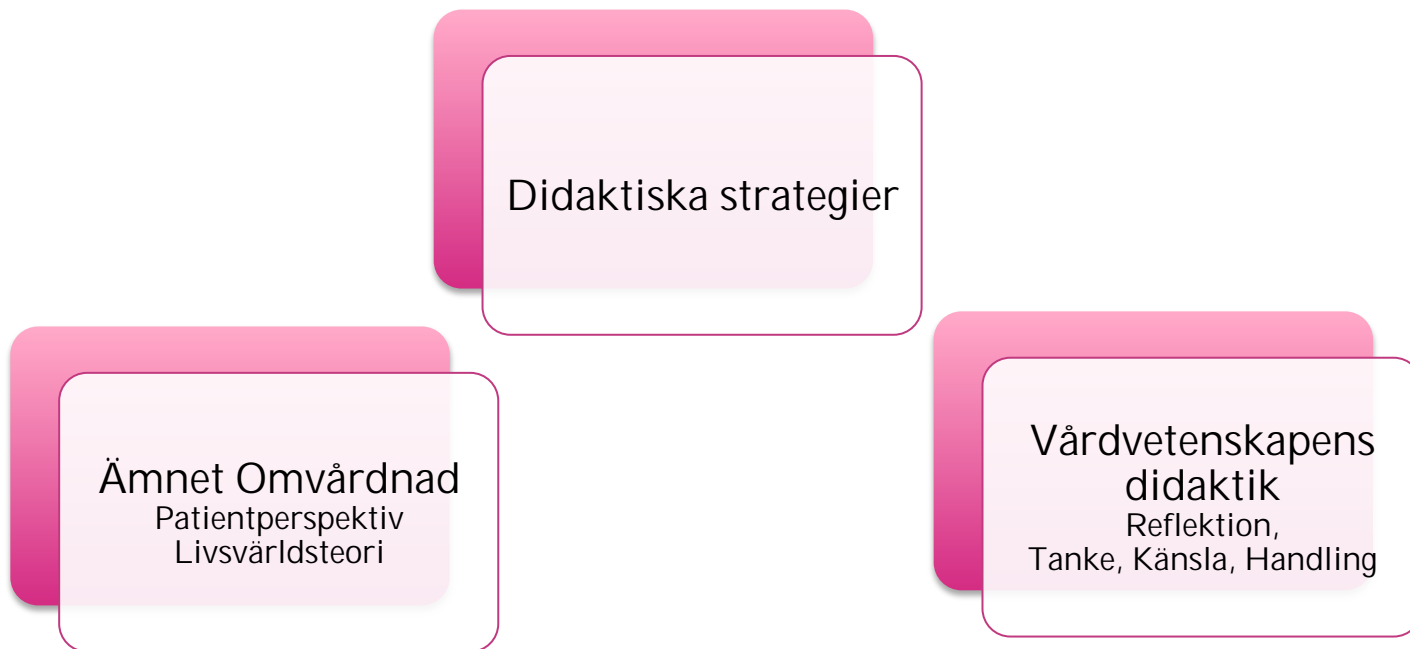 Didaktiska strategier
Ämnet Omvårdnad
Patientperspektiv
Livsvärldsteori
Vårdvetenskapens
didaktik
Reflektion,
Tanke, Känsla, Handling